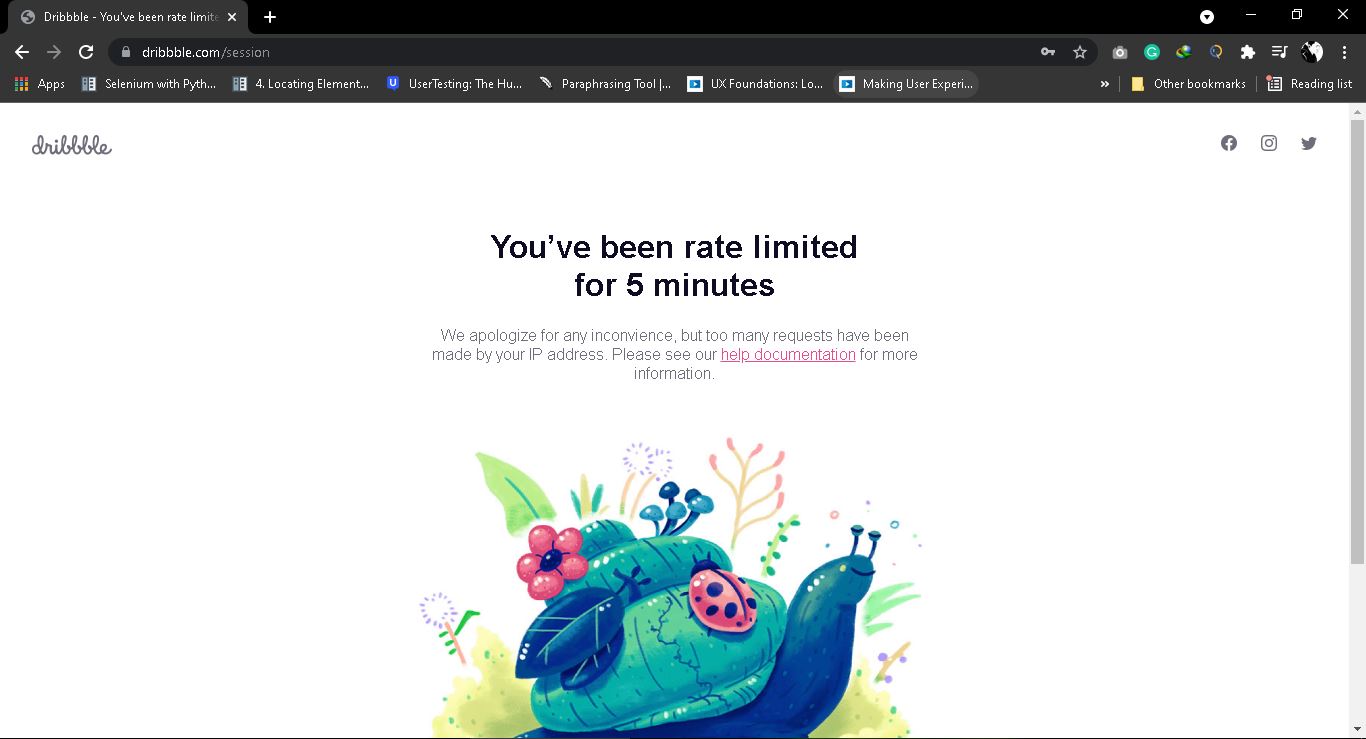 Dribbble - You've been rate limite
dribbble.com/session
Apps
Selenium with Pyth...
4. Locating Element...
UserTesting: The Hu...
Paraphrasing Tool |...
UX Foundations: Lo...
Making User Experi...
»
Other bookmarks
Reading list
dribbble
You’ve been rate limited
for 5 minutes
We apologize for any inconvience, but too many requests have been
made by your IP address. Please see our help documentation for more
information.